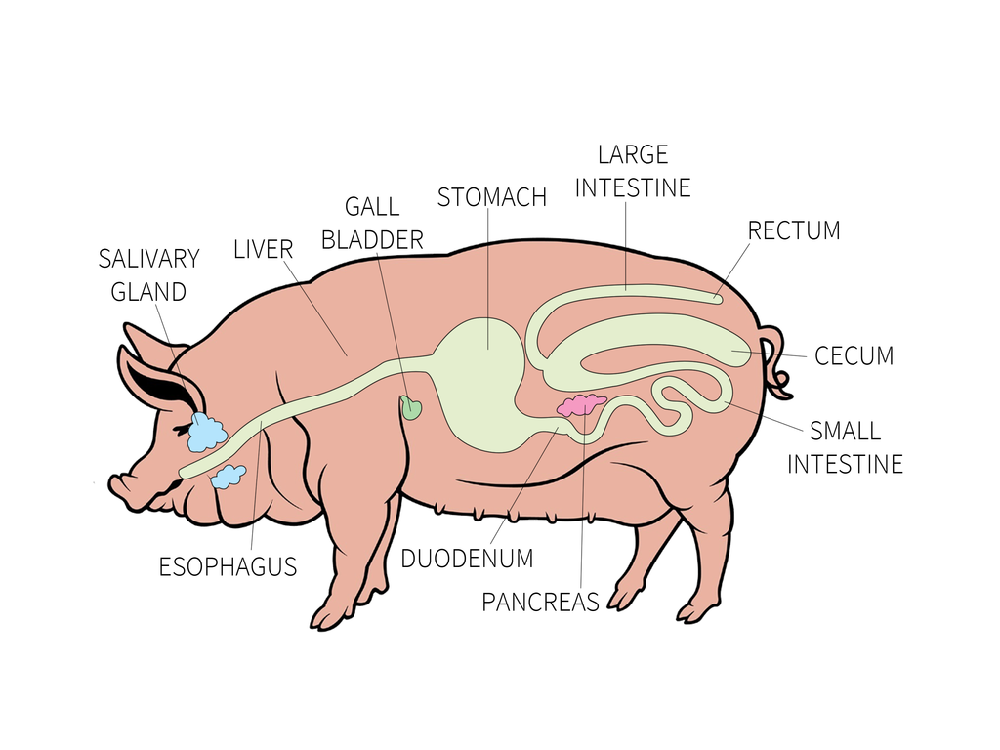 LARGE
INTESTINE
STOMACH
GALL
BLADDER
RECTUM
LIVER
SALIVARY
GLAND
CECUM
SMALL
INTESTINE
ESOPHAGUS
DUODENUM
PANCREAS